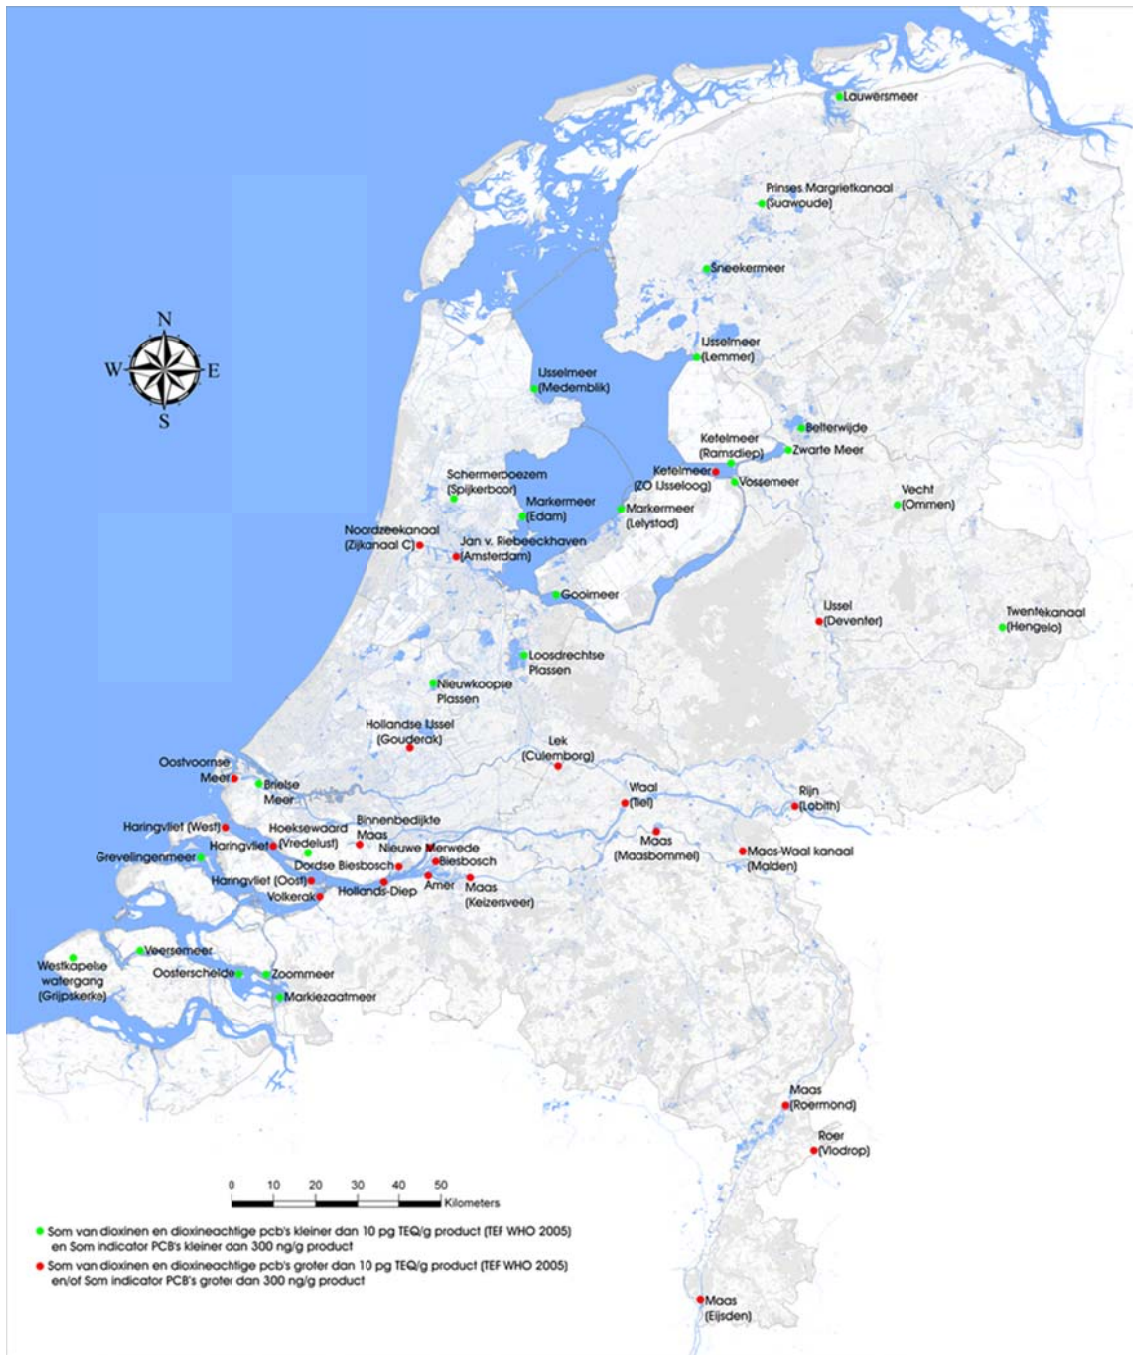 Lauwersmeer
Prinses Margrietkanaal
(Suawoude)
Sneekermeer
N
W
E
S
IJsselmeer
(Lemmer)
IJsselmeer
(Medemblik)
Belterwijde
Ketelmeer
(Ramsdiep)
Zwarte Meer
Ketelmeer
(ZO IJsseloog)
Vossemeer
Schermerboezem
(Spijkerboor)
Markermeer
(Edam)
Markermeer
(Lelystad)
Vecht
(Ommen)
Noordzeekanaal
(Zijkanaal C)
Jan v. Riebeeckhaven
(Amsterdam)
Gooimeer
IJssel
(Deventer)
Twentekanaal
(Hengelo)
Loosdrechtse
Plassen
Nieuwkoopse
Plassen
Hollandse IJssel
(Gouderak)
Lek
(Culemborg)
Oostvoornse
Meer
Brielse
Meer
Waal
(Tiel)
Rijn
(Lobith)
Haringvliet (West)
Hoeksewaard
(Vredelust)
Binnenbedijkte
Maas
Haringvliet
Nieuwe Merwede
Maas
(Maasbommel)
Maas-Waal kanaal
(Malden)
Grevelingenmeer
Dordse Biesbosch
Biesbosch
Haringvliet (Oost)
Hollands-Diep
Amer
Maas
(Keizersveer)
Volkerak
Veersemeer
Westkapelse
watergang
(Grijpskerke)
Oosterschelde
Zoommeer
Markiezaatmeer
Maas
(Roermond)
Roer
(Vlodrop)
0 10 20 30 40 50
Kilometers
Som van dioxinen en dioxineachtige pcb's kleiner dan 10 pg TEQ/g product (TEF WHO 2005)
en Som indicator PCB's kleiner dan 300 ng/g product
Som van dioxinen en dioxineachtige pcb's groter dan 10 pg TEQ/g product (TEF WHO 2005)
en/of Som indicator PCB's groter dan 300 ng/g product
Maas
(Eijsden)